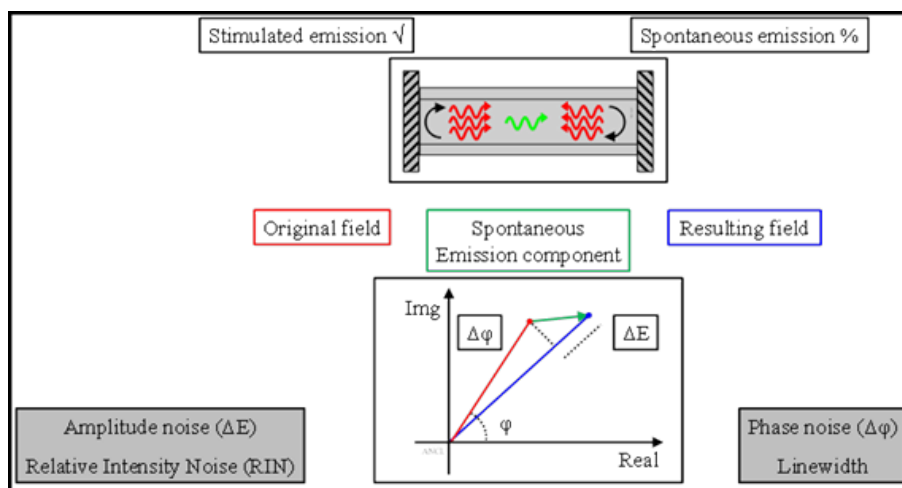 Stimulated emission √
Spontaneous emission %
Original field
Spontaneous
Emission component
Resulting field
Img
Δφ
ΔE
φ
ANCL
Real
Amplitude noise (ΔE)
Relative Intensity Noise (RIN)
Phase noise (Δφ)
Linewidth